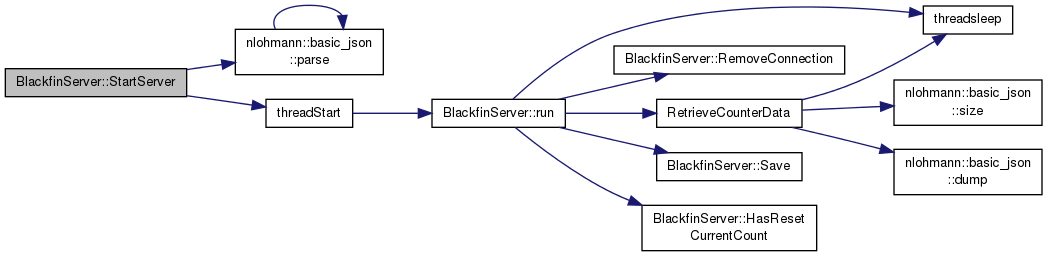 BlackfinServer::StartServer
nlohmann::basic_json
::parse
threadStart
BlackfinServer::run
threadsleep
BlackfinServer::RemoveConnection
RetrieveCounterData
BlackfinServer::Save
BlackfinServer::HasReset
CurrentCount
nlohmann::basic_json
::size
nlohmann::basic_json
::dump